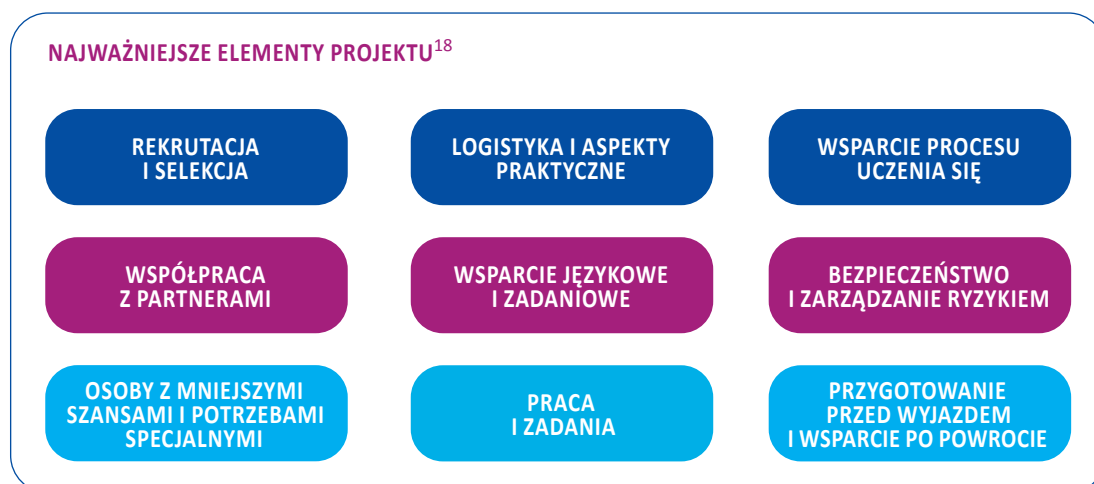 NAJWAŻNIEJSZE ELEMENTY PROJEKTU18
REKRUTACJA
I SELEKCJA
LOGISTYKA I ASPEKTY
PRAKTYCZNE
WSPARCIE PROCESU
UCZENIA SIĘ
WSPÓŁPRACA
Z PARTNERAMI
WSPARCIE JĘZYKOWE
I ZADANIOWE
BEZPIECZEŃSTWO
I ZARZĄDZANIE RYZYKIEM
OSOBY Z MNIEJSZYMI
SZANSAMI I POTRZEBAMI
SPECJALNYMI
PRACA
I ZADANIA
PRZYGOTOWANIE
PRZED WYJAZDEM
I WSPARCIE PO POWROCIE